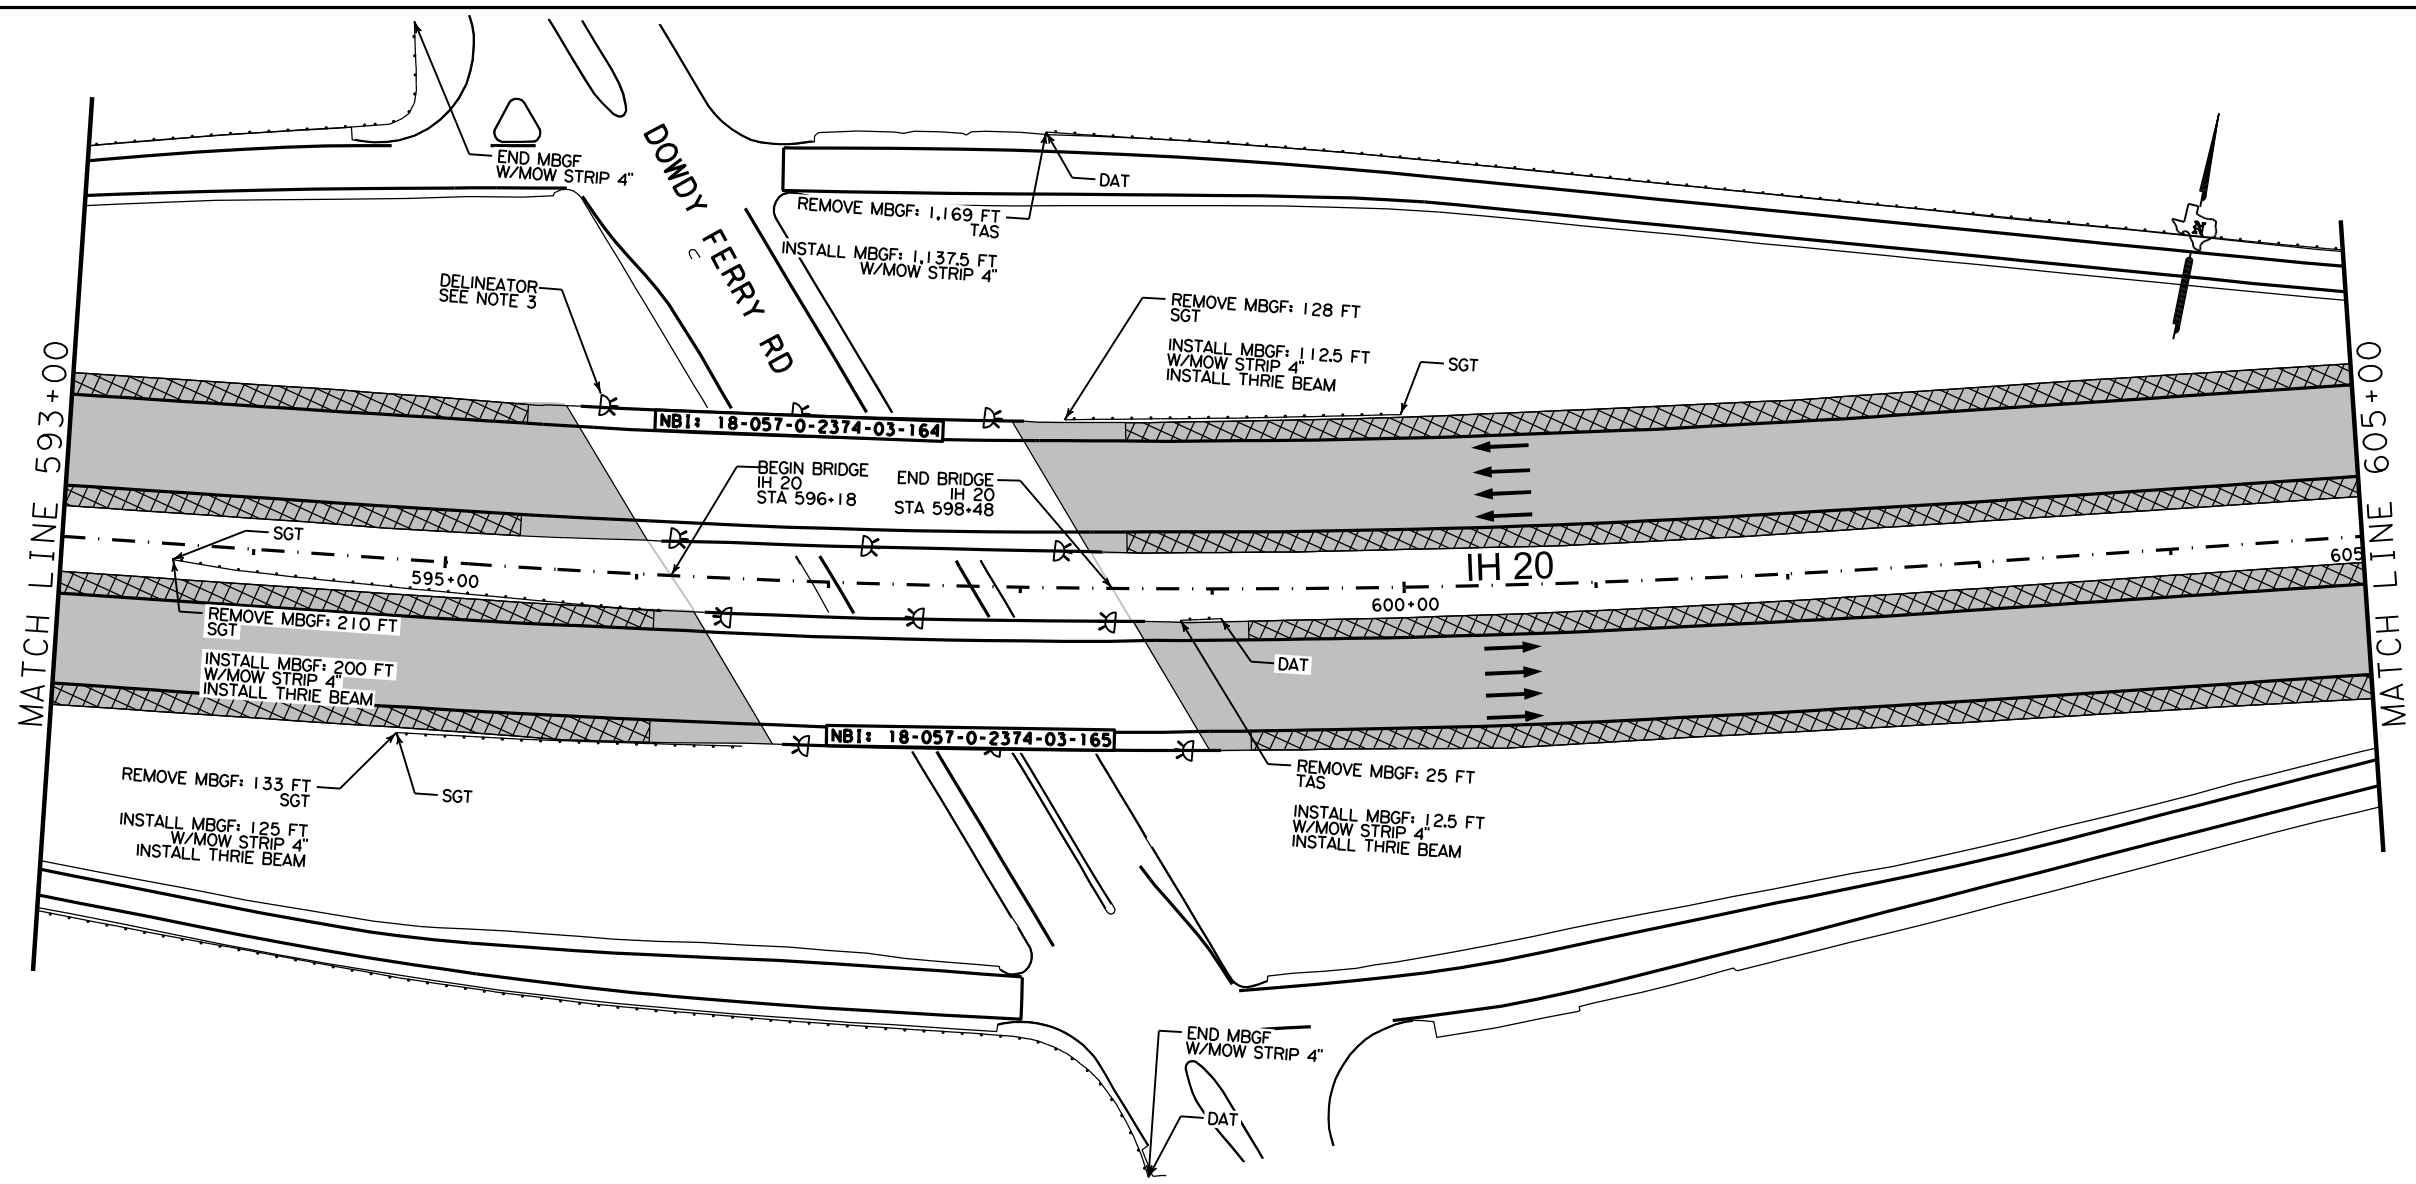 END MBGF
W/MOW STRIP 4"
DOWDY FERRY RD
DAT
REMOVE MBGF: 1,169 FT
TAS
INSTALL MBGF: 1,137.5 FT
W/MOW STRIP 4"
N
DELINEATOR
SEE NOTE 3
REMOVE MBGF: 128 FT
SGT
INSTALL MBGF: 112.5 FT
W/MOW STRIP 4"
INSTALL THRIE BEAM
SGT
MATCH LINE 593+00
MATCH LINE 605+00
NBI: 18-057-0-2374-03-164
BEGIN BRIDGE
IH 20
STA 596+18
END BRIDGE
IH 20
STA 598+48
SGT
595+00
IH 20
600+00
605
REMOVE MBGF: 210 FT
SGT
INSTALL MBGF: 200 FT
W/MOW STRIP 4"
INSTALL THRIE BEAM
DAT
NBI: 18-057-0-2374-03-165
REMOVE MBGF: 133 FT
SGT
INSTALL MBGF: 125 FT
W/MOW STRIP 4"
INSTALL THRIE BEAM
SGT
REMOVE MBGF: 25 FT
TAS
INSTALL MBGF: 12.5 FT
W/MOW STRIP 4"
INSTALL THRIE BEAM
END MBGF
W/MOW STRIP 4"
DAT